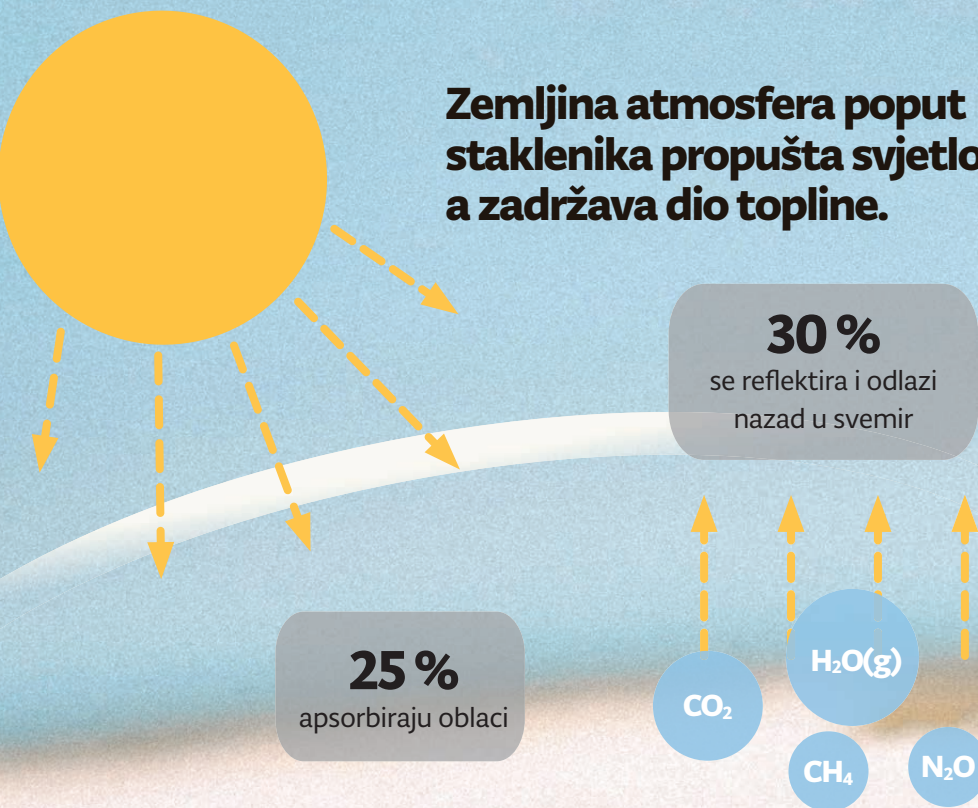 Zemljina atmosfera poput
staklenika propušta svjetlo
a zadržava dio topline.
30 %
se reflektira i odlazi
nazad u svemir
25 %
apsorbiraju oblaci
CO₂
H₂O(g)
CH₄
N₂O